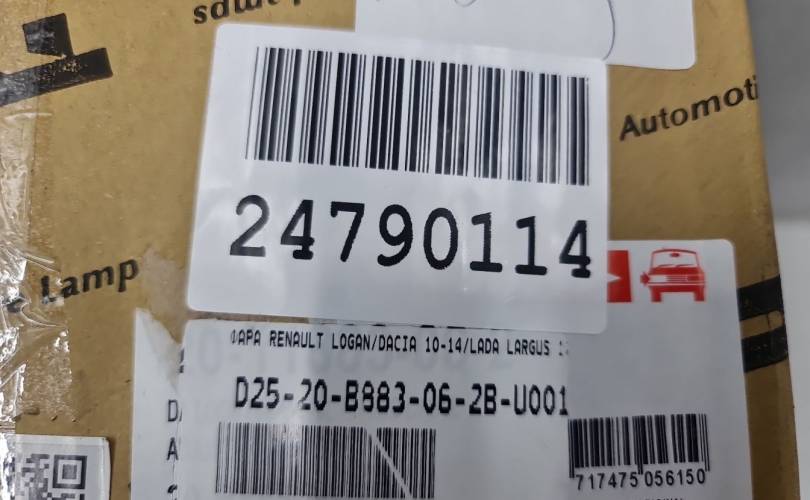 Lamp
24790114
Automoti
ФАРА RENAULT LOGAN/DACIA 10-14/LADA LARGUS 1
D25-20-B883-06-2B-U001
717475 056150